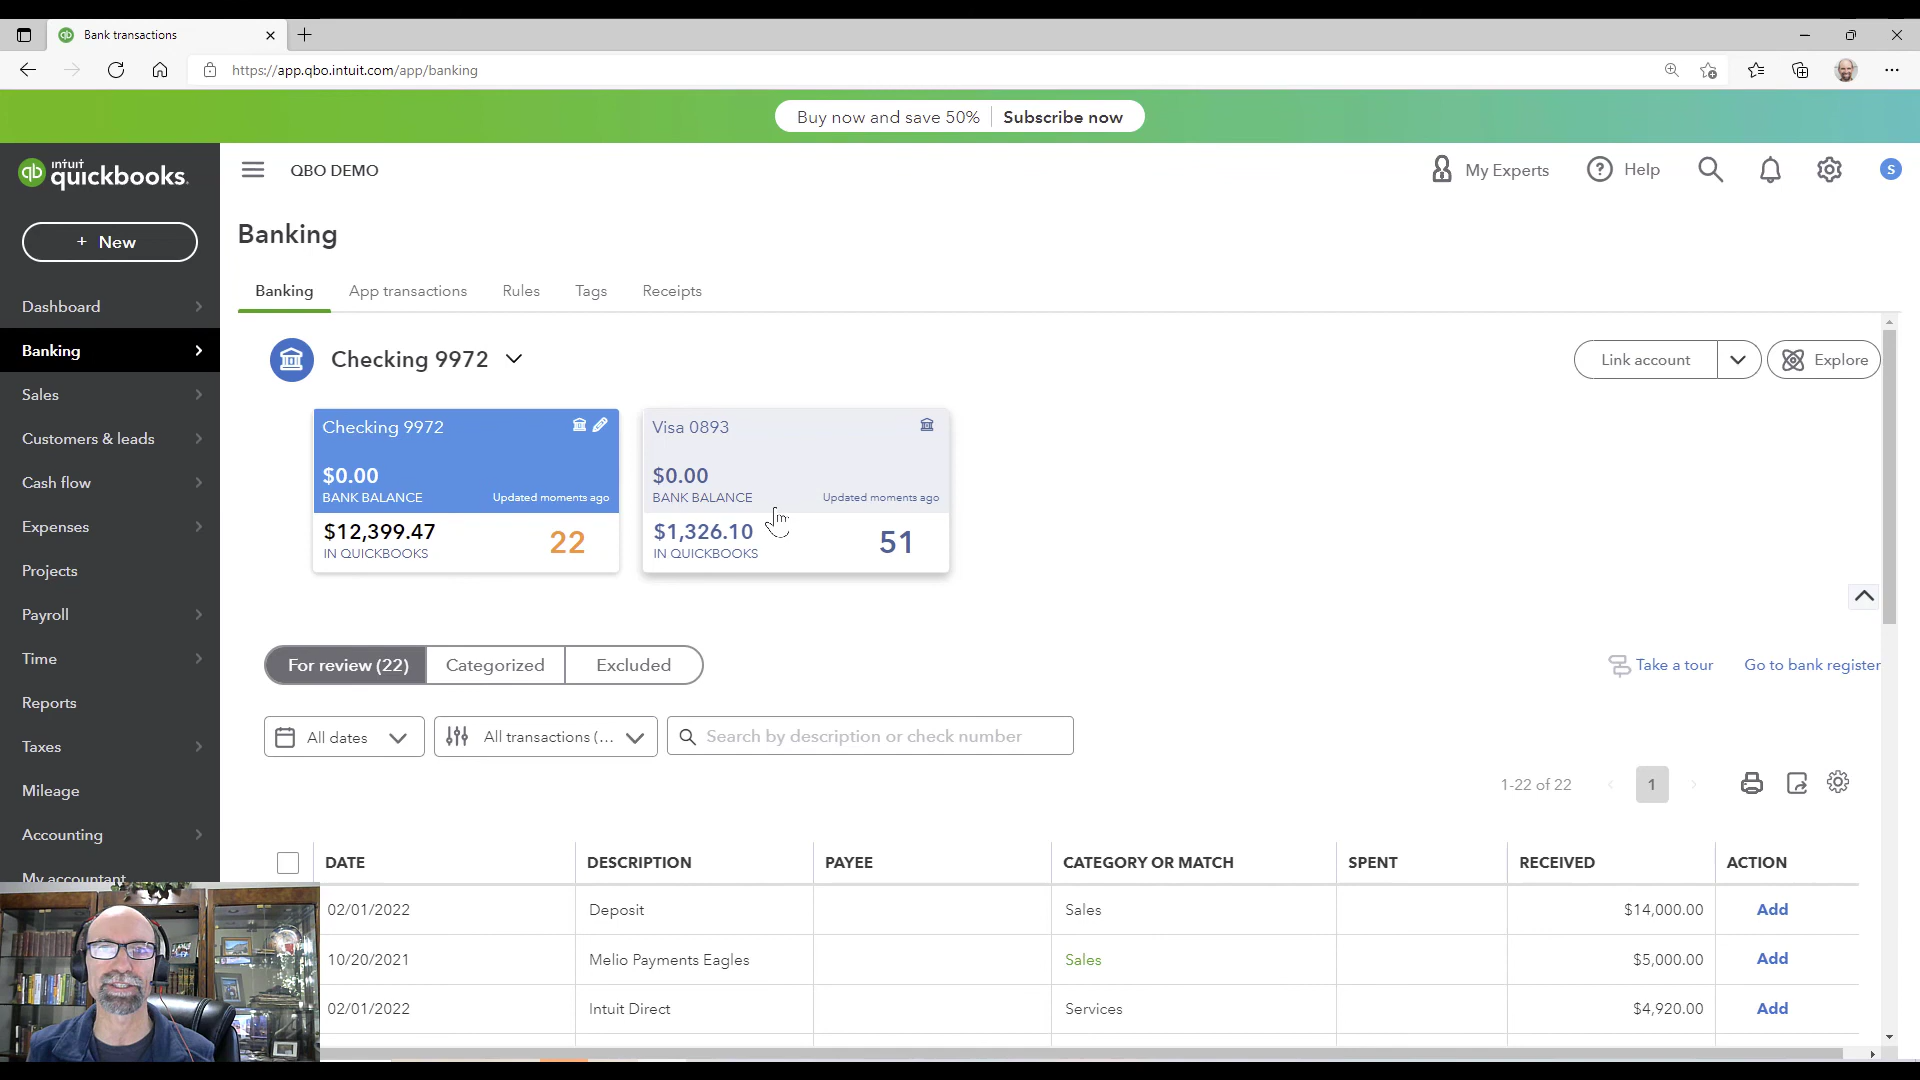 Bank transactions
https://app.qbo.intuit.com/app/banking
Buy now and save 50% Subscribe now
intuit
quickbooks.
QBO DEMO
My Experts
Help
S
+ New
Dashboard
Banking
Sales
Customers & leads
Cash flow
Expenses
Projects
Payroll
Time
Reports
Taxes
Mileage
Accounting
My accountant
Banking
Banking App transactions Rules Tags Receipts
Checking 9972
Link account
Explore
Checking 9972
$0.00
BANK BALANCE Updated moments ago
$12,399.47
IN QUICKBOOKS
22
Visa 0893
$0.00
BANK BALANCE Updated moments ago
$1,326.10
IN QUICKBOOKS
51
For review (22) Categorized Excluded
Take a tour Go to bank register
All dates All transactions (... Search by description or check number
1-22 of 22 1
DATE DESCRIPTION PAYEE CATEGORY OR MATCH SPENT RECEIVED ACTION
02/01/2022 Deposit Sales $14,000.00 Add
10/20/2021 Melio Payments Eagles Sales $5,000.00 Add
02/01/2022 Intuit Direct Services $4,920.00 Add